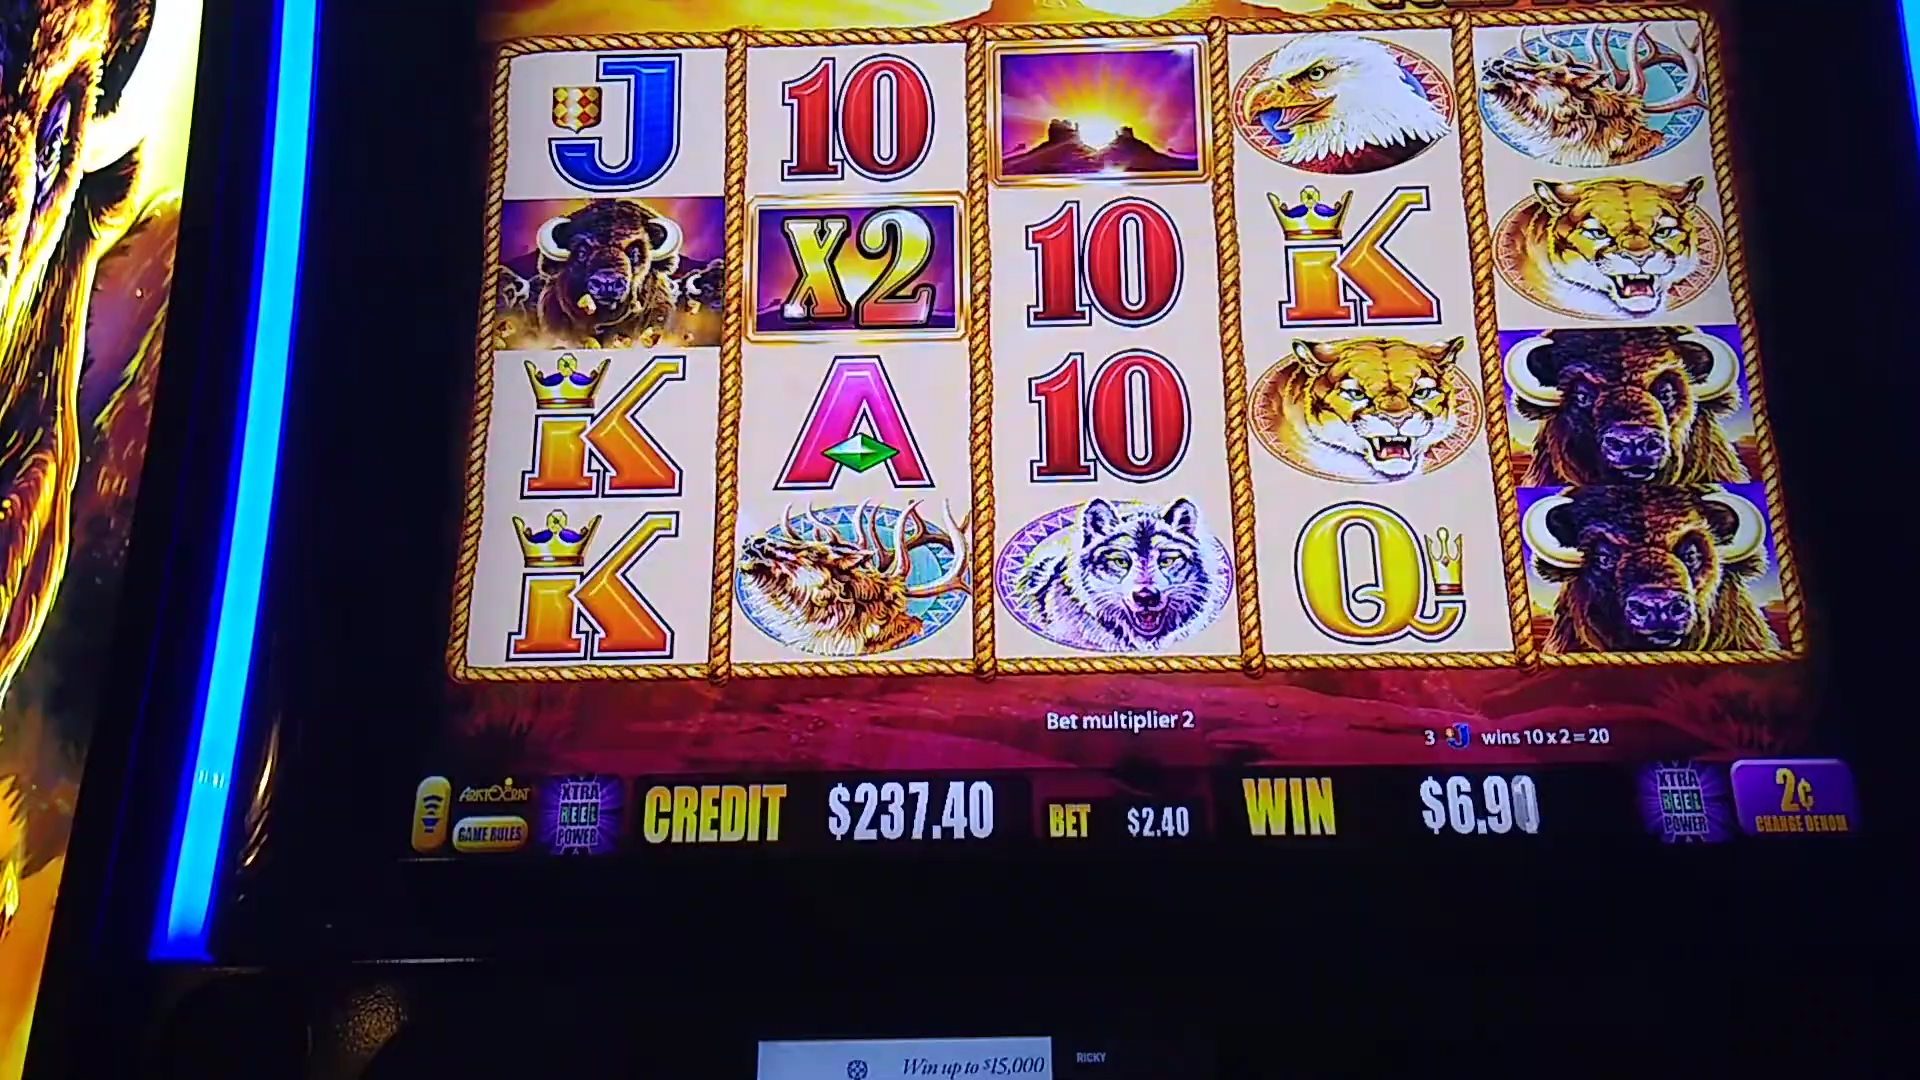 J 10
X2 10 K
K A 10
K Q
Bet multiplier 2
3 J wins 10 x 2 = 20
ARISTOCRAT
GAME RULES
XTRA
REEL
POWER
CREDIT $237.40 BET $2.40 WIN $6.90
XTRA
REEL
POWER
2¢
CHANGE DENOM
Win up to $15,000 RICKY